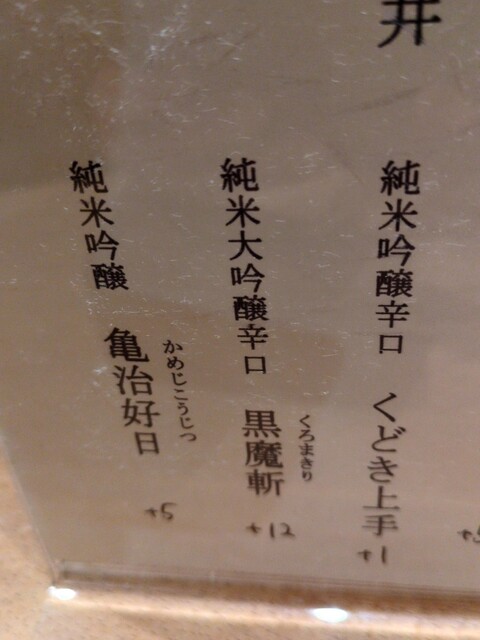 井
純米吟醸辛口 くどき上手
+1
純米大吟醸辛口 黒魔斬
くろまきり
+12
純米吟醸 亀治好日
かめじこうじつ
+5